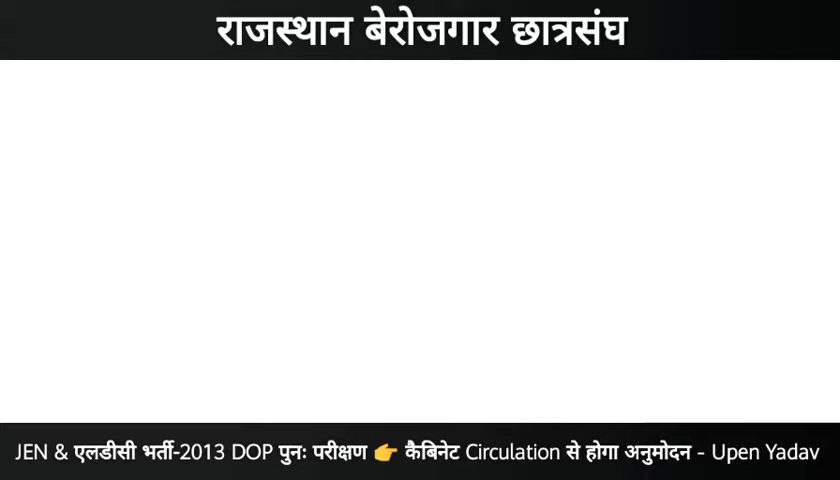 राजस्थान बेरोजगार छात्रसंघ
JEN & एलडीसी भर्ती-2013 DOP पुनः परीक्षण 👉 कैबिनेट Circulation से होगा अनुमोदन - Upen Yadav